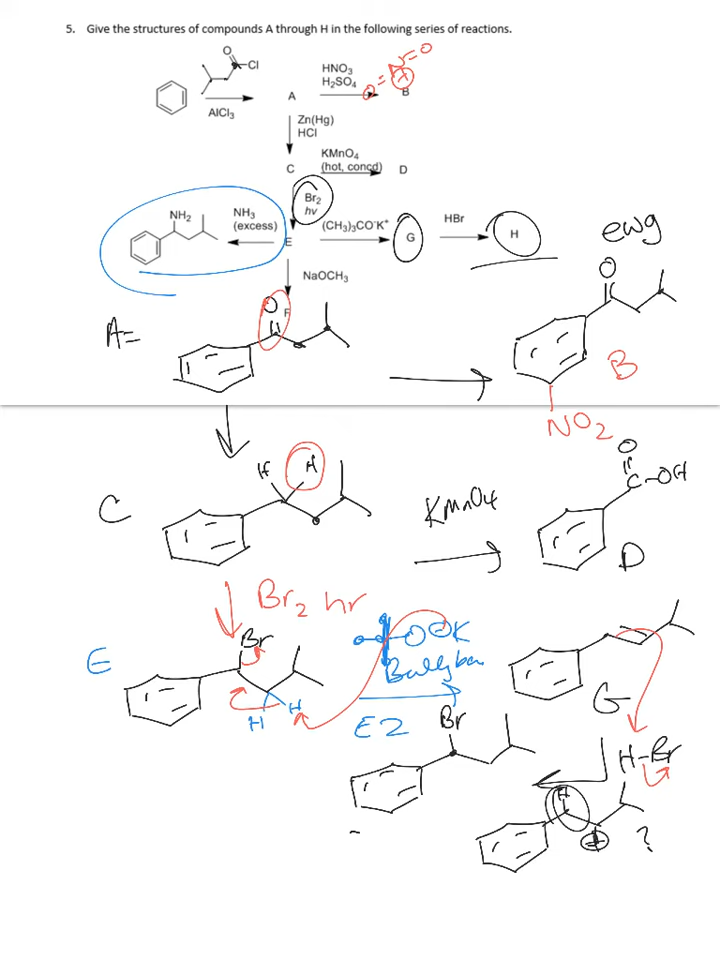 5. Give the structures of compounds A through H in the following series of reactions.
O
Cl
AlCl3
A
HNO3
H2SO4
O=N=O
+
B
Zn(Hg)
HCl
C
KMnO4
(hot, concd)
D
Br2
hv
NH2
NH3
(excess)
E
(CH3)3CO-K+
G
HBr
H
ewg
NaOCH3
F
A=
O
O
B
NO2
C
H
H
KMnO4
O
C-OH
D
Br2 hv
E
Br
H
H
OK
E2
G
Br
H-Br
H
+
?